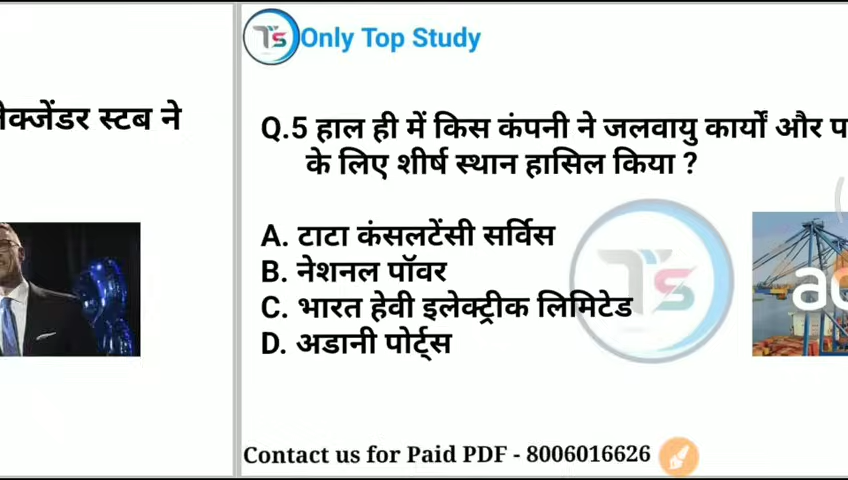 स्टब ने
Only Top Study
Q.5 हाल ही में किस कंपनी ने जलवायु कार्यों और
के लिए शीर्ष स्थान हासिल किया ?
A. टाटा कंसलटेंसी सर्विस
B. नेशनल पॉवर
C. भारत हेवी इलेक्ट्रीक लिमिटेड
D. अडानी पोर्ट्स
Contact us for Paid PDF - 8006016626